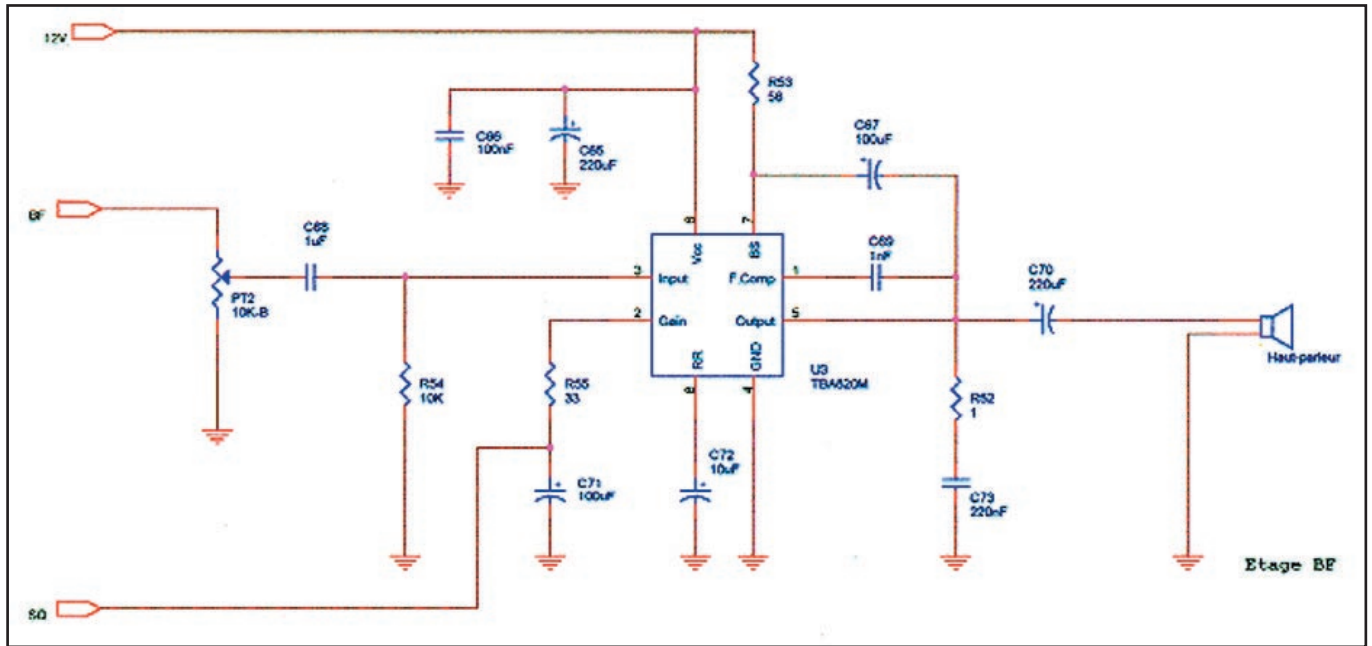 12V
R53
C67
100uF
C66
100nF
C65
220uF
BF
C68
1uF
6
7
Vcc
BS
C69
1nF
3
Input
F.Comp
1
C70
220uF
PT2
10K-B
2
Gain
Output
5
RR
GND
Haut-parleur
U3
TBA820M
8
4
R54
10K
R55
33
R52
1
C71
100uF
C72
10uF
C73
220nF
Etage BF
SQ